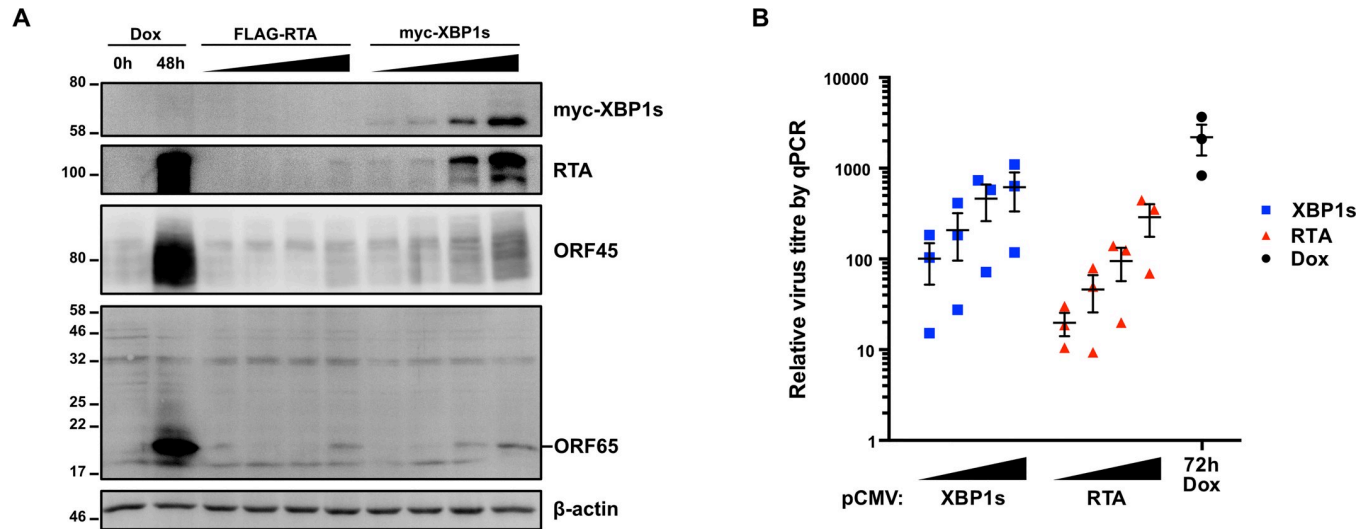 A
Dox FLAG-RTA myc-XBP1s
0h 48h
80
58
myc-XBP1s
100
RTA
80
ORF45
58
46
32
25
22
17
ORF65
46
β-actin
B
Relative virus titre by qPCR
10000
1000
100
10
1
XBP1s
RTA
Dox
pCMV: XBP1s RTA
72h
Dox